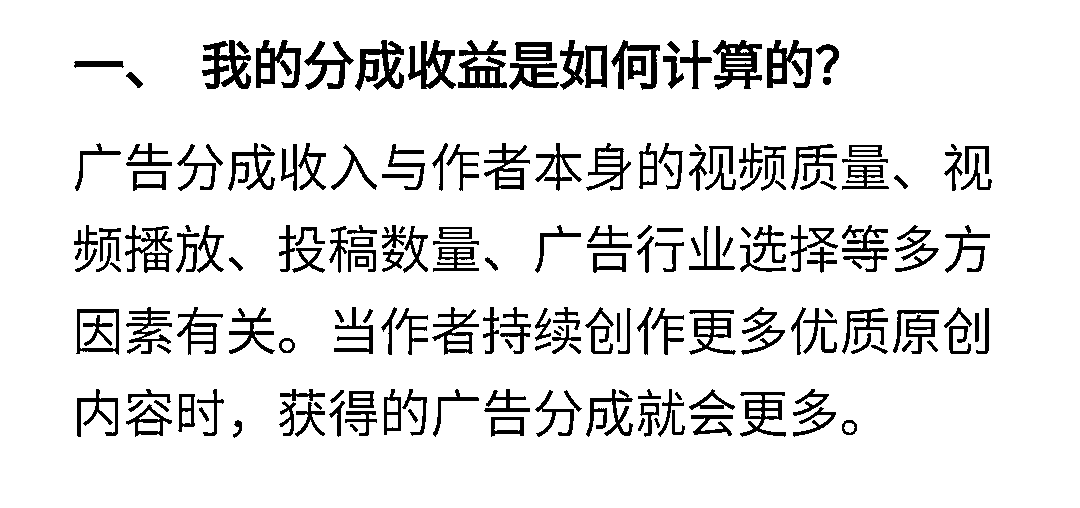 一、 我的分成收益是如何计算的?
广告分成收入与作者本身的视频质量、视
频播放、投稿数量、广告行业选择等多方
因素有关。当作者持续创作更多优质原创
内容时，获得的广告分成就会更多。